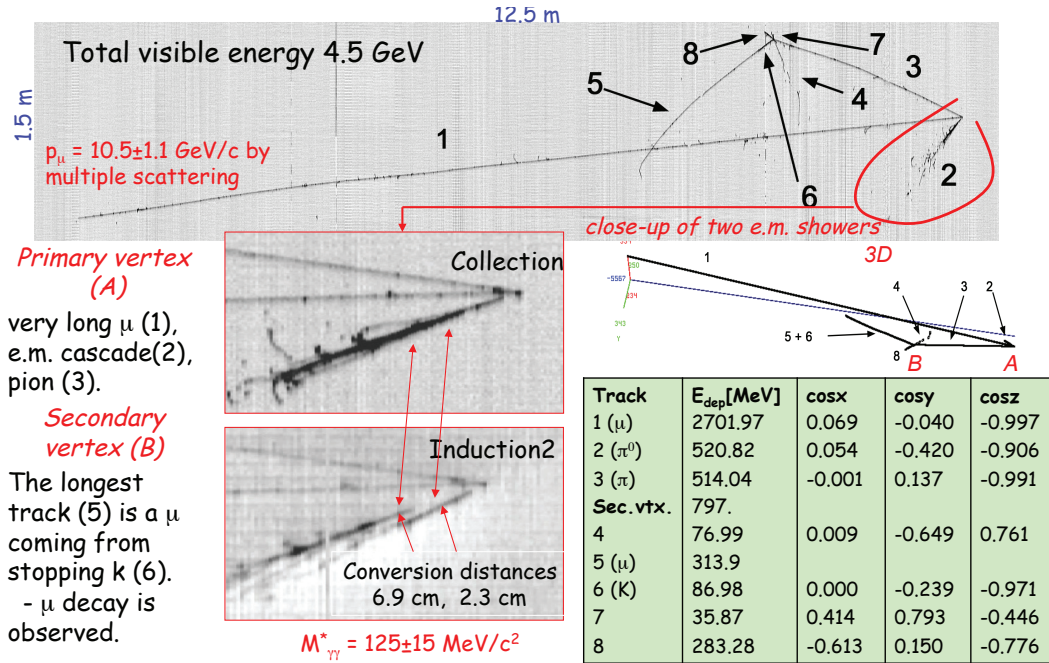 12.5 m
1.5 m
Total visible energy 4.5 GeV
8
7
3
5
4
1
2
6
pμ = 10.5±1.1 GeV/c by
multiple scattering
close-up of two e.m. showers
3D
Primary vertex
(A)
very long μ (1),
e.m. cascade(2),
pion (3).
Secondary
vertex (B)
The longest
track (5) is a μ
coming from
stopping k (6).
- μ decay is
observed.
Collection
Induction2
Conversion distances
6.9 cm, 2.3 cm
M*γγ = 125±15 MeV/c²
1
4
3
2
5 + 6
8
B
A
234
343
Y
Track Edep[MeV] cosx cosy cosz
1 (μ) 2701.97 0.069 -0.040 -0.997
2 (π⁰) 520.82 0.054 -0.420 -0.906
3 (π) 514.04 -0.001 0.137 -0.991
Sec.vtx. 797.
4 76.99 0.009 -0.649 0.761
5 (μ) 313.9
6 (K) 86.98 0.000 -0.239 -0.971
7 35.87 0.414 0.793 -0.446
8 283.28 -0.613 0.150 -0.776